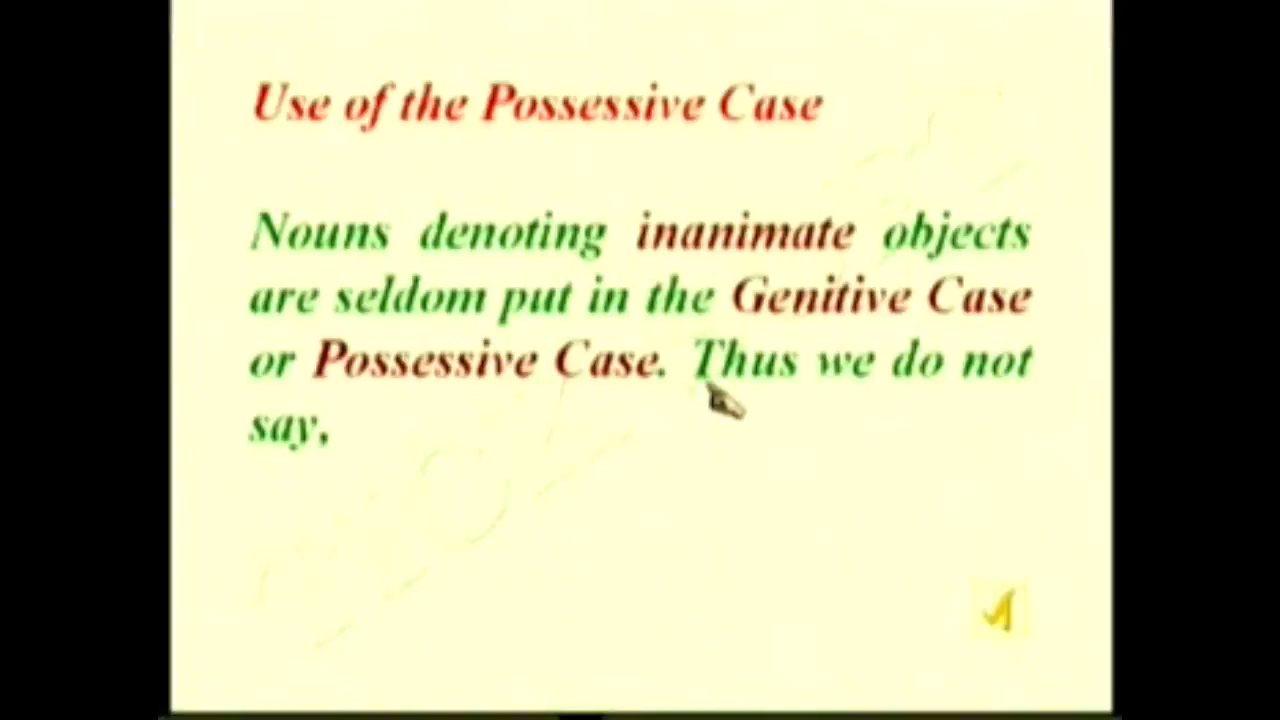 Use of the Possessive Case
Nouns denoting inanimate objects
are seldom put in the Genitive Case
or Possessive Case. Thus we do not
say,